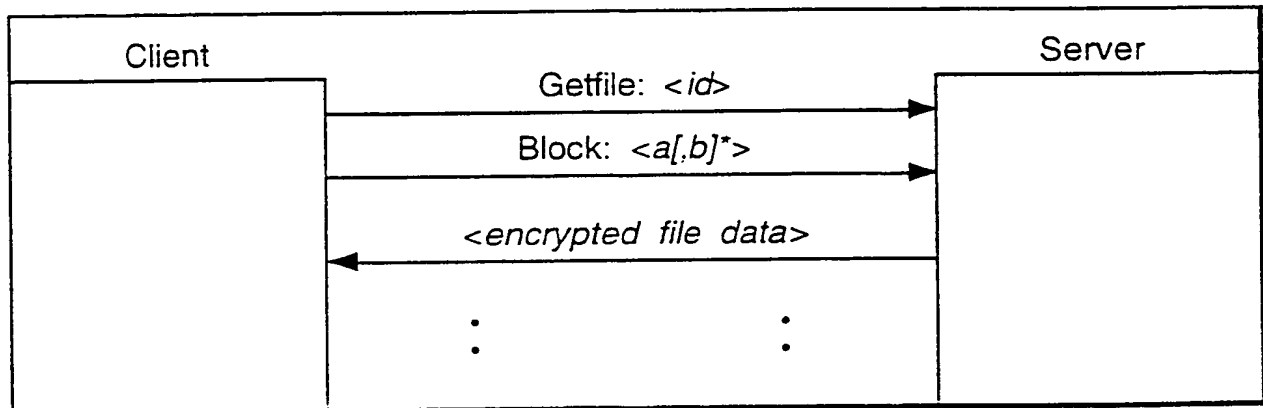 Client
Server
Getfile: <id>
Block: <a[,b]*>
<encrypted file data>